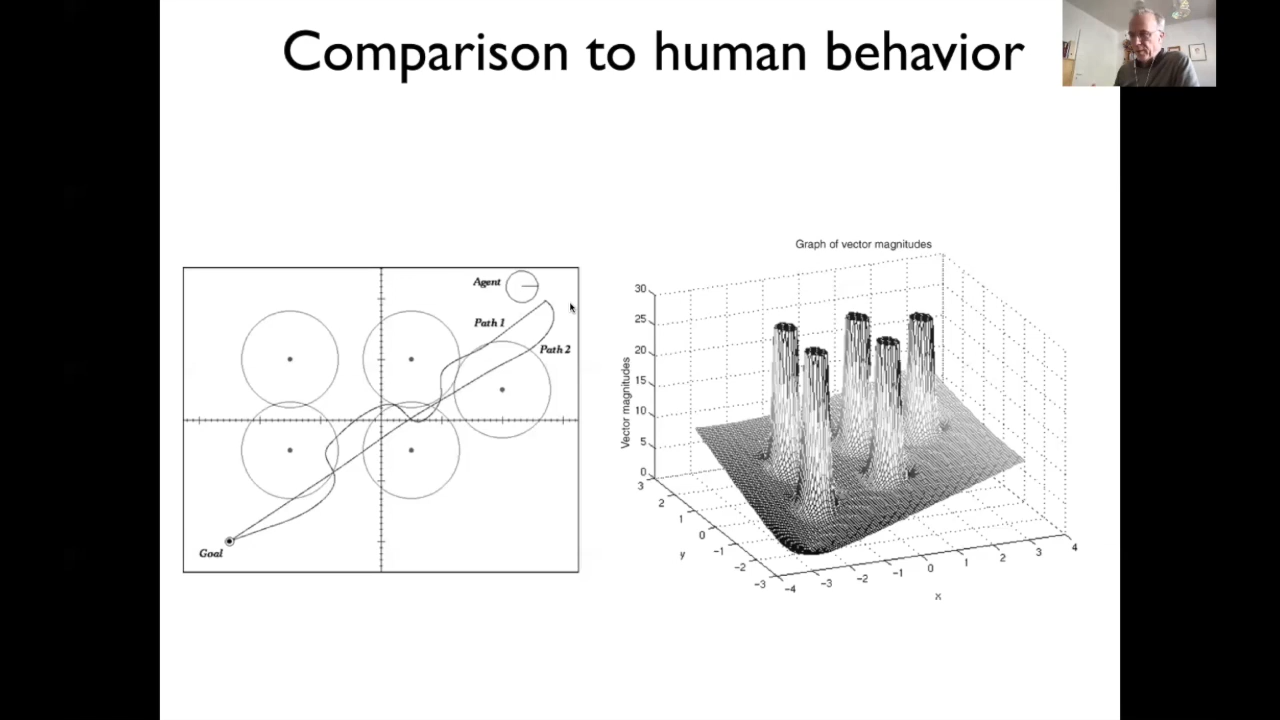 Comparison to human behavior
Agent
Path 1
Path 2
Goal
Graph of vector magnitudes
Vector magnitudes
30
25
20
15
10
5
0
3
2
1
0
−1
−2
−3
y
−4
−3
−2
−1
0
1
2
3
4
x